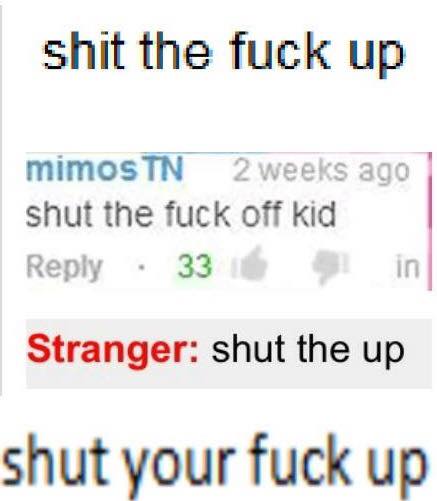 shit the fuck up
mimosTN 2 weeks ago
shut the fuck off kid
Reply · 33 in
Stranger: shut the up
shut your fuck up